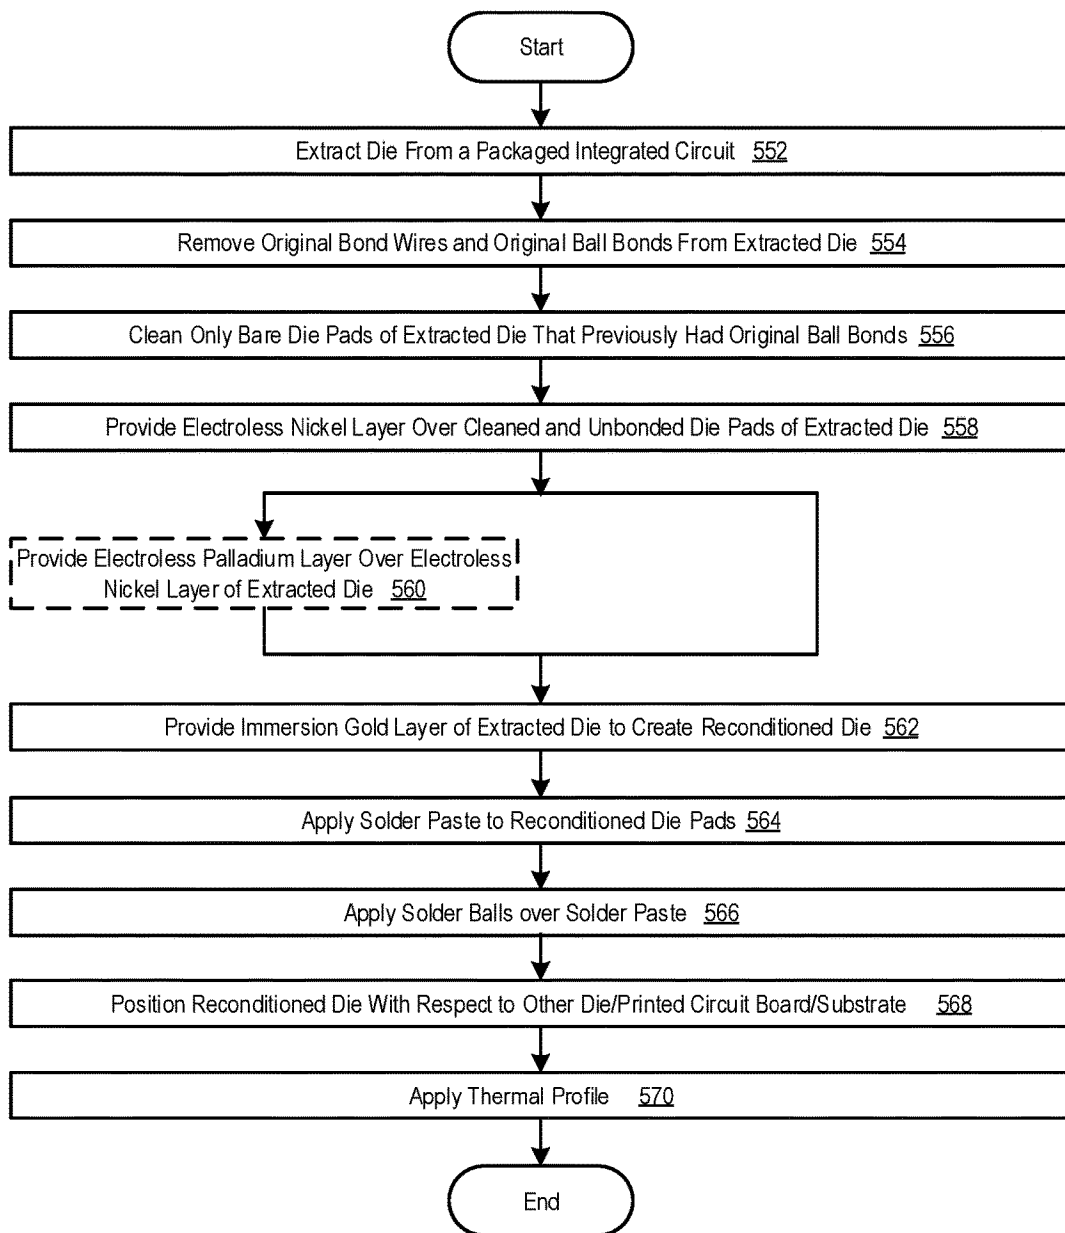 Start
Extract Die From a Packaged Integrated Circuit 552
Remove Original Bond Wires and Original Ball Bonds From Extracted Die 554
Clean Only Bare Die Pads of Extracted Die That Previously Had Original Ball Bonds 556
Provide Electroless Nickel Layer Over Cleaned and Unbonded Die Pads of Extracted Die 558
Provide Electroless Palladium Layer Over Electroless
Nickel Layer of Extracted Die 560
Provide Immersion Gold Layer of Extracted Die to Create Reconditioned Die 562
Apply Solder Paste to Reconditioned Die Pads 564
Apply Solder Balls over Solder Paste 566
Position Reconditioned Die With Respect to Other Die/Printed Circuit Board/Substrate 568
Apply Thermal Profile 570
End